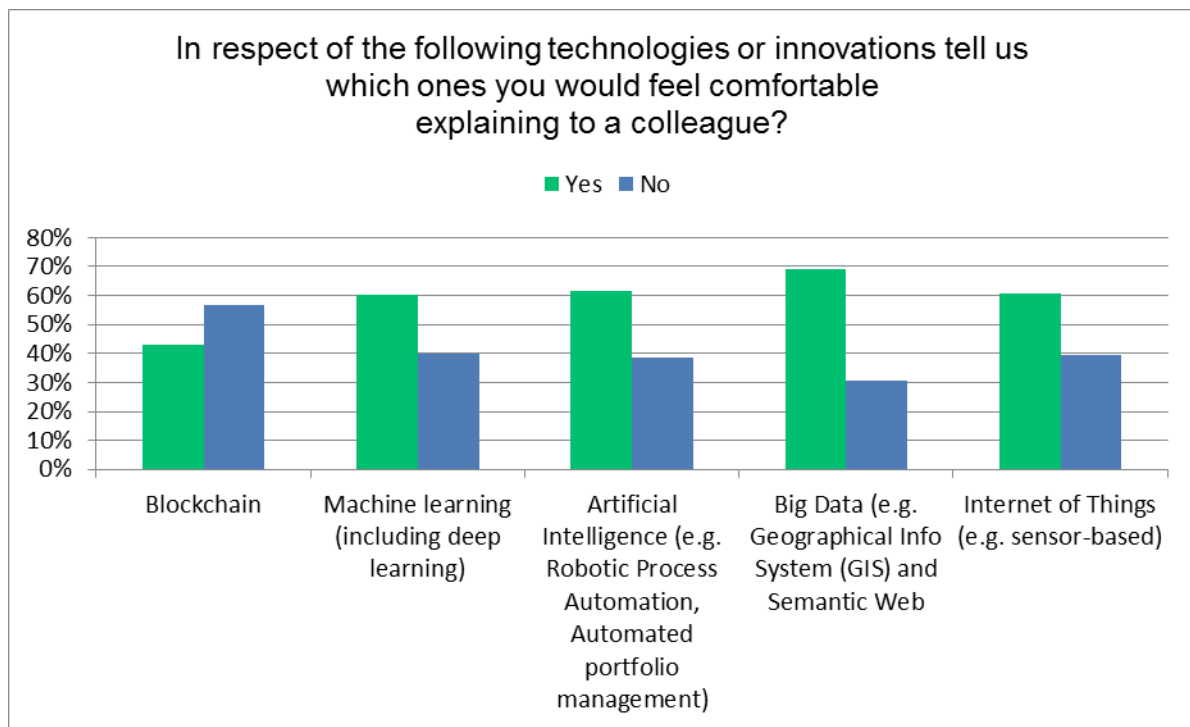 In respect of the following technologies or innovations tell us
which ones you would feel comfortable
explaining to a colleague?
Yes No
80%
70%
60%
50%
40%
30%
20%
10%
0%
Blockchain
Machine learning
(including deep
learning)
Artificial
Intelligence (e.g.
Robotic Process
Automation,
Automated
portfolio
management)
Big Data (e.g.
Geographical Info
System (GIS) and
Semantic Web
Internet of Things
(e.g. sensor-based)